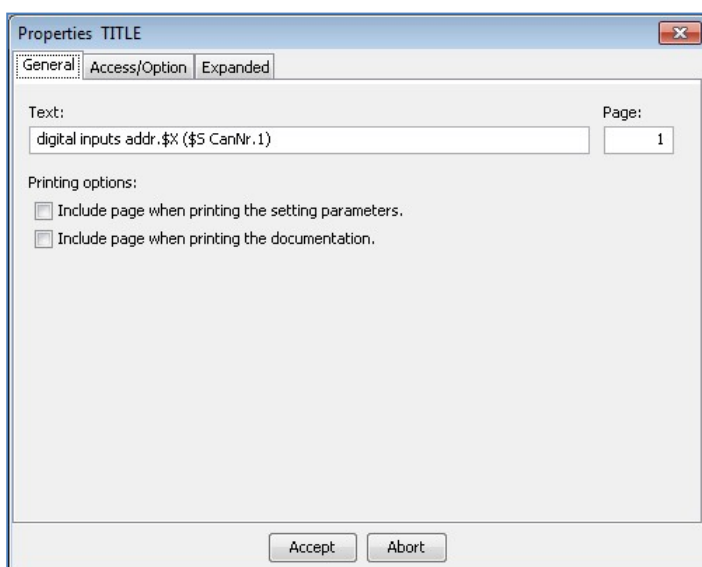 Properties TITLE
General Access/Option Expanded
Text: Page:
digital inputs addr.$X ($S CanNr.1) 1
Printing options:
Include page when printing the setting parameters.
Include page when printing the documentation.
Accept Abort